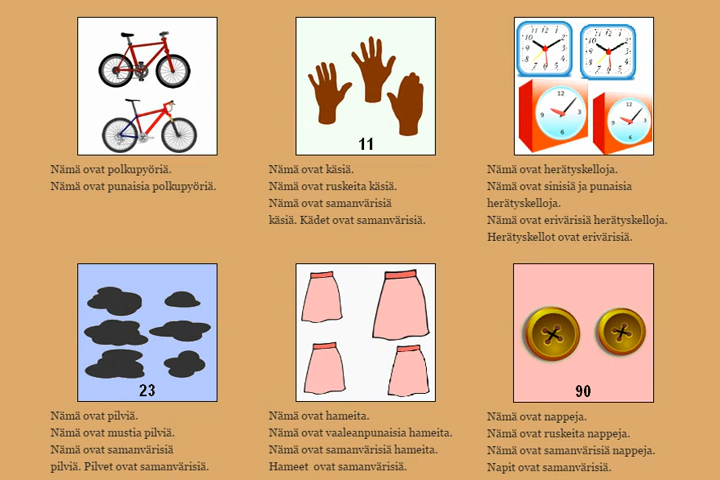 Nämä ovat polkupyöriä.
Nämä ovat punaisia polkupyöriä.
11
Nämä ovat käsiä.
Nämä ovat ruskeita käsiä.
Nämä ovat samanvärisiä
käsiä. Kädet ovat samanvärisiä.
Nämä ovat herätyskelloja.
Nämä ovat sinisiä ja punaisia
herätyskelloja.
Nämä ovat erivärisiä herätyskelloja.
Herätyskellot ovat erivärisiä.
23
Nämä ovat pilviä.
Nämä ovat mustia pilviä.
Nämä ovat samanvärisiä
pilviä. Pilvet ovat samanvärisiä.
Nämä ovat hameita.
Nämä ovat vaaleanpunaisia hameita.
Nämä ovat samanvärisiä hameita.
Hameet ovat samanvärisiä.
90
Nämä ovat nappeja.
Nämä ovat ruskeita nappeja.
Nämä ovat samanvärisiä nappeja.
Napit ovat samanvärisiä.